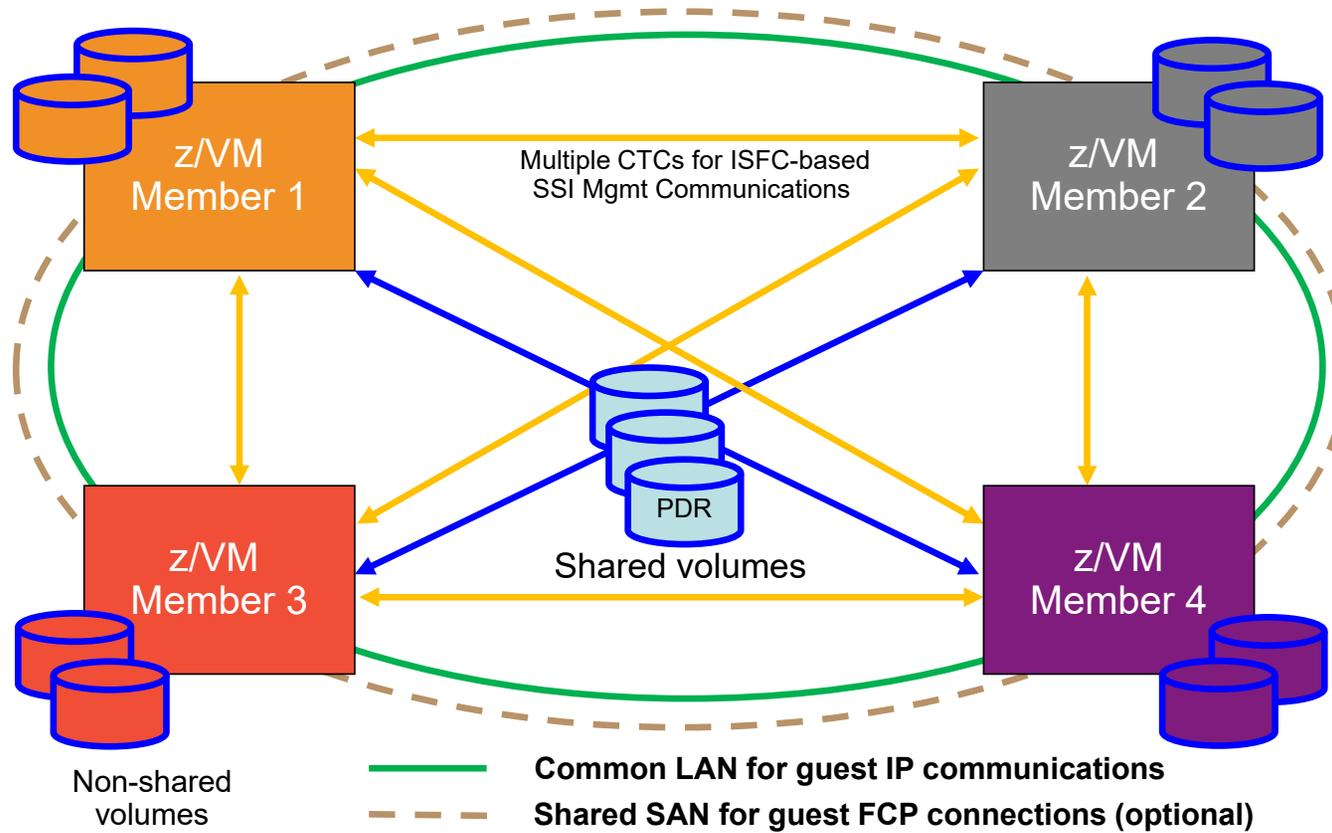 z/VM
Member 1
Multiple CTCs for ISFC-based
SSI Mgmt Communications
z/VM
Member 2
PDR
Shared volumes
z/VM
Member 3
z/VM
Member 4
Non-shared
volumes
Common LAN for guest IP communications
Shared SAN for guest FCP connections (optional)